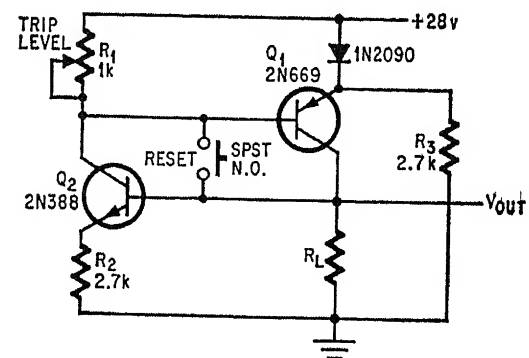 TRIP
LEVEL
R1
1k
+28v
Q1
2N669
1N2090
RESET
SPST
N.O.
R3
2.7k
Q2
2N388
Vout
R2
2.7k
RL